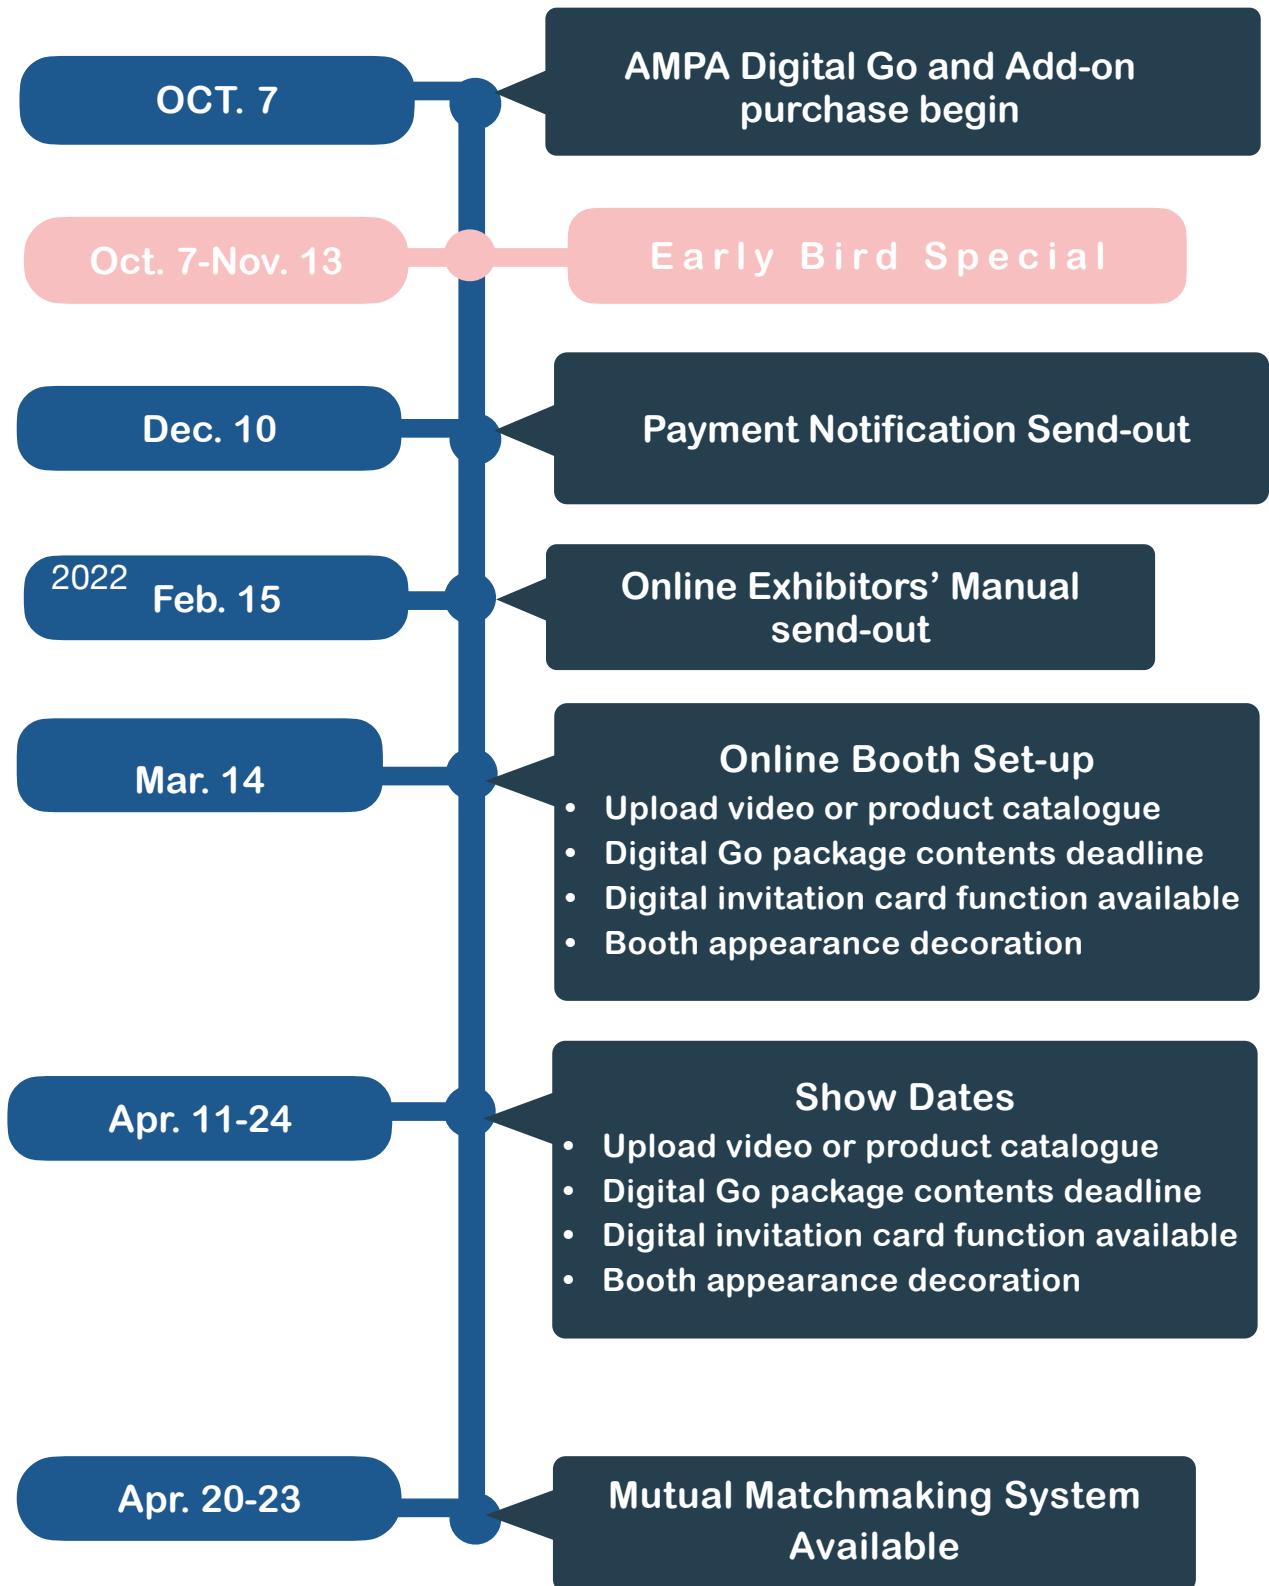 OCT. 7
AMPA Digital Go and Add-on
purchase begin
Oct. 7-Nov. 13
Early Bird Special
Dec. 10
Payment Notification Send-out
2022
Feb. 15
Online Exhibitors’ Manual
send-out
Mar. 14
Online Booth Set-up
• Upload video or product catalogue
• Digital Go package contents deadline
• Digital invitation card function available
• Booth appearance decoration
Apr. 11-24
Show Dates
• Upload video or product catalogue
• Digital Go package contents deadline
• Digital invitation card function available
• Booth appearance decoration
Apr. 20-23
Mutual Matchmaking System
Available